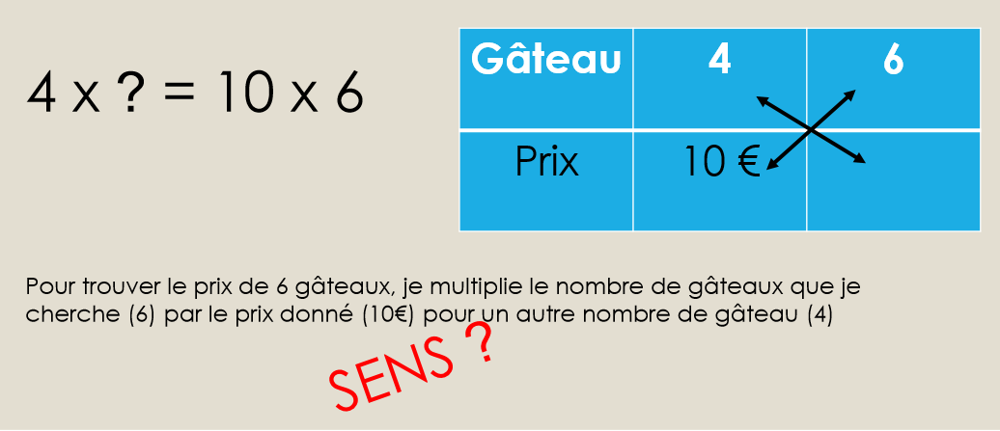 4 x ? = 10 x 6
Gâteau 4 6
Prix 10 €
Pour trouver le prix de 6 gâteaux, je multiplie le nombre de gâteaux que je
cherche (6) par le prix donné (10€) pour un autre nombre de gâteau (4)
SENS ?